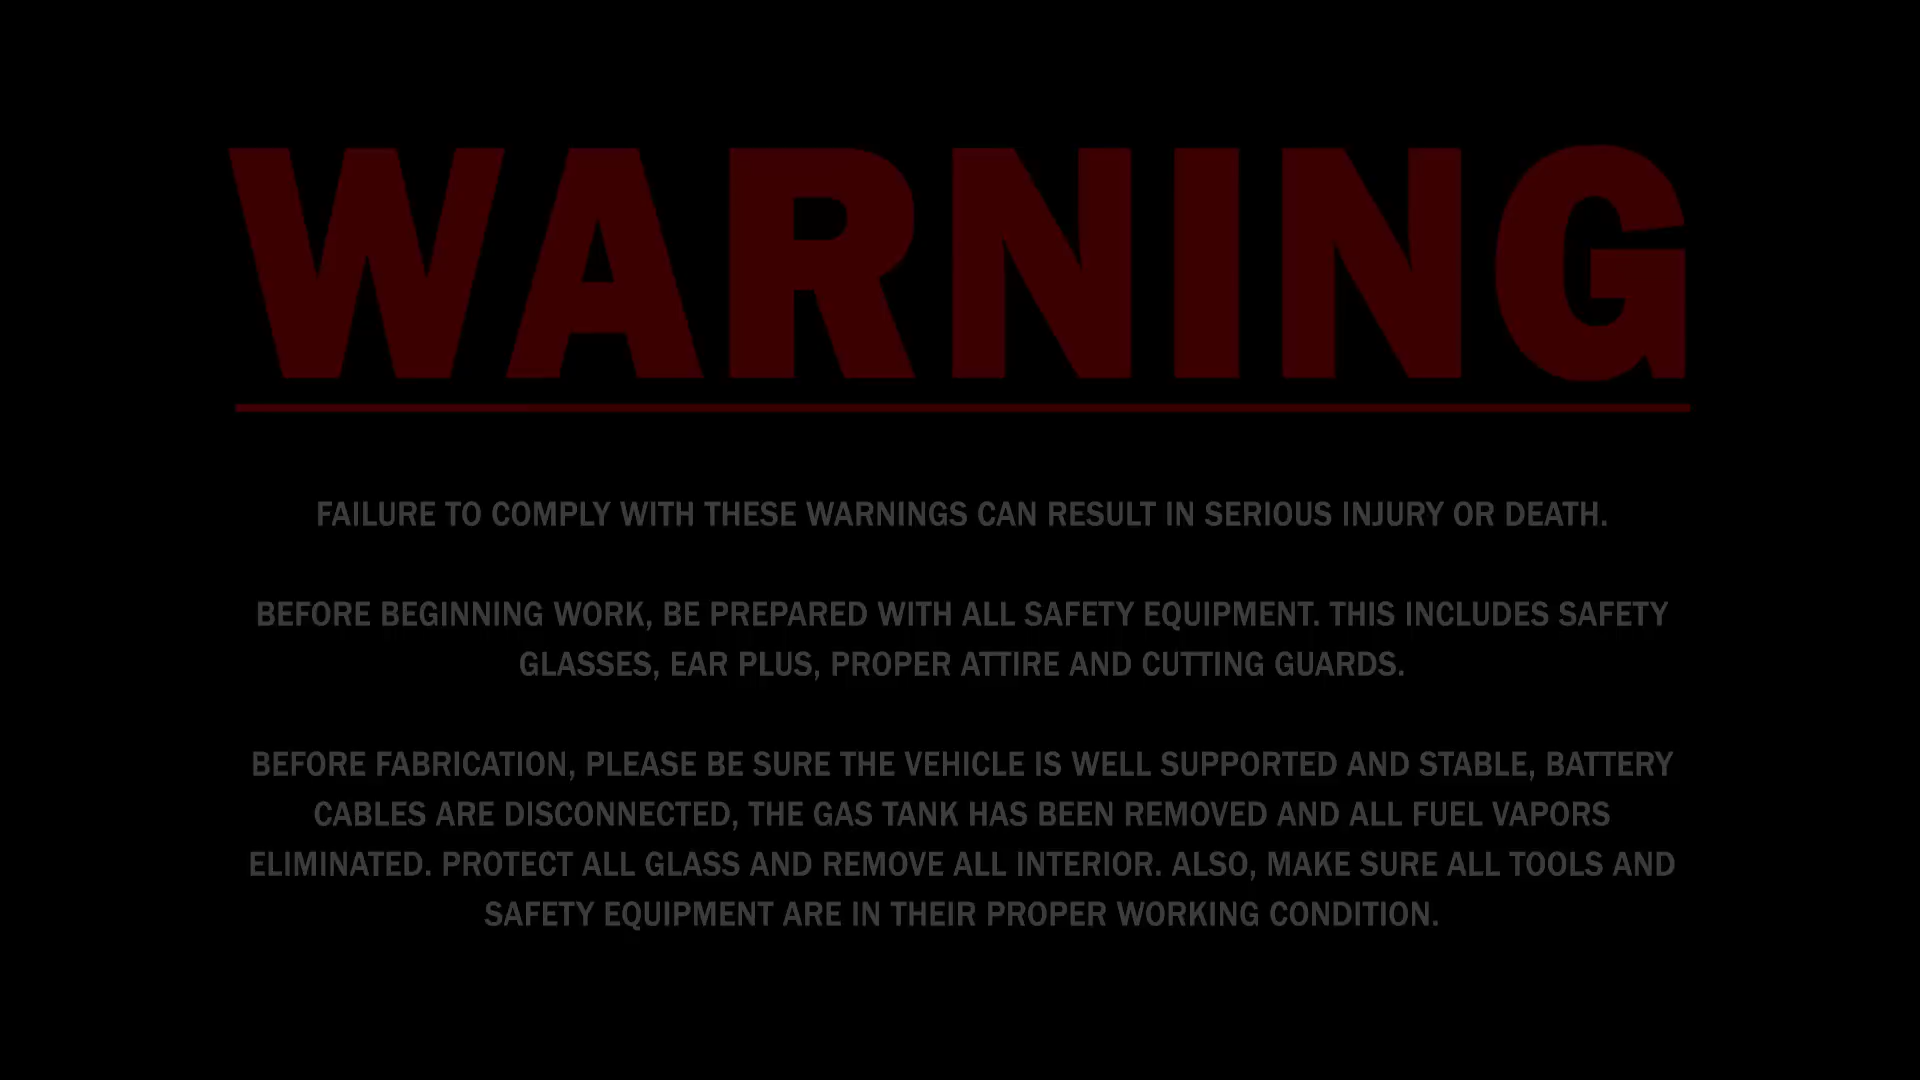 WARNING
FAILURE TO COMPLY WITH THESE WARNINGS CAN RESULT IN SERIOUS INJURY OR DEATH.
BEFORE BEGINNING WORK, BE PREPARED WITH ALL SAFETY EQUIPMENT. THIS INCLUDES SAFETY
GLASSES, EAR PLUS, PROPER ATTIRE AND CUTTING GUARDS.
BEFORE FABRICATION, PLEASE BE SURE THE VEHICLE IS WELL SUPPORTED AND STABLE, BATTERY
CABLES ARE DISCONNECTED, THE GAS TANK HAS BEEN REMOVED AND ALL FUEL VAPORS
ELIMINATED. PROTECT ALL GLASS AND REMOVE ALL INTERIOR. ALSO, MAKE SURE ALL TOOLS AND
SAFETY EQUIPMENT ARE IN THEIR PROPER WORKING CONDITION.